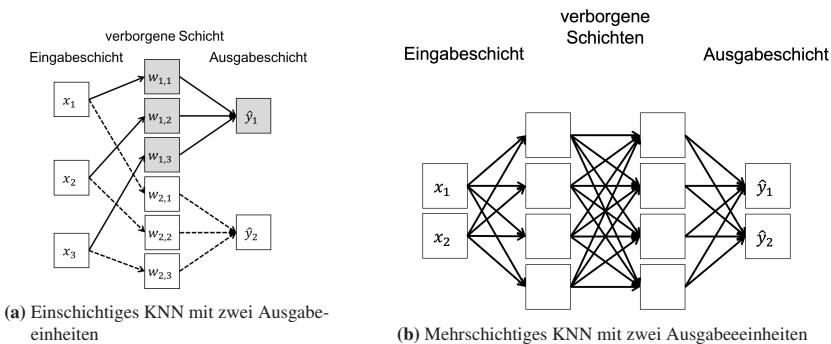 verborgene Schicht
Eingabeschicht
Ausgabeschicht
x₁
x₂
x₃
w₁,₁
w₁,₂
w₁,₃
w₂,₁
w₂,₂
w₂,₃
ŷ₁
ŷ₂
(a) Einschichtiges KNN mit zwei Ausgabe-
einheiten
verborgene
Schichten
Eingabeschicht
Ausgabeschicht
x₁
x₂
ŷ₁
ŷ₂
(b) Mehrschichtiges KNN mit zwei Ausgabeeeinheiten